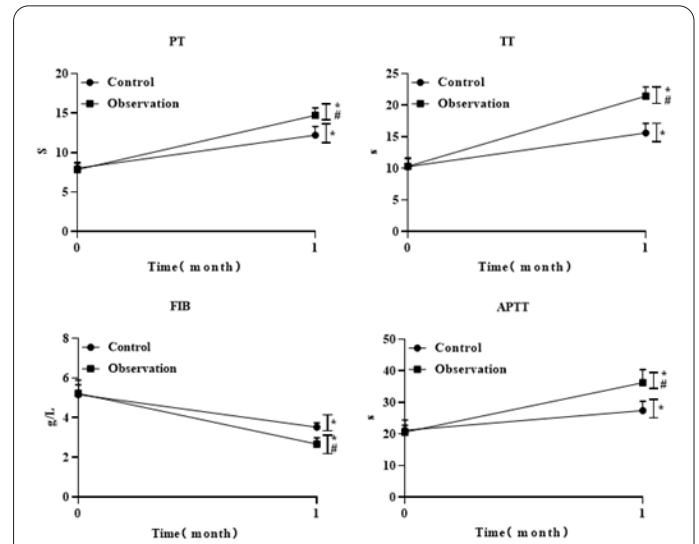 PT
20
15
10
5
0
S
Control
Observation
*
#
*
0
1
Time( month)
TT
25
20
15
10
5
0
s
Control
Observation
*
#
*
0
1
Time( month)
FIB
8
6
4
2
0
g/L
Control
Observation
*
*
#
0
1
Time( month)
APTT
50
40
30
20
10
0
s
Control
Observation
*
#
*
0
1
Time( month)